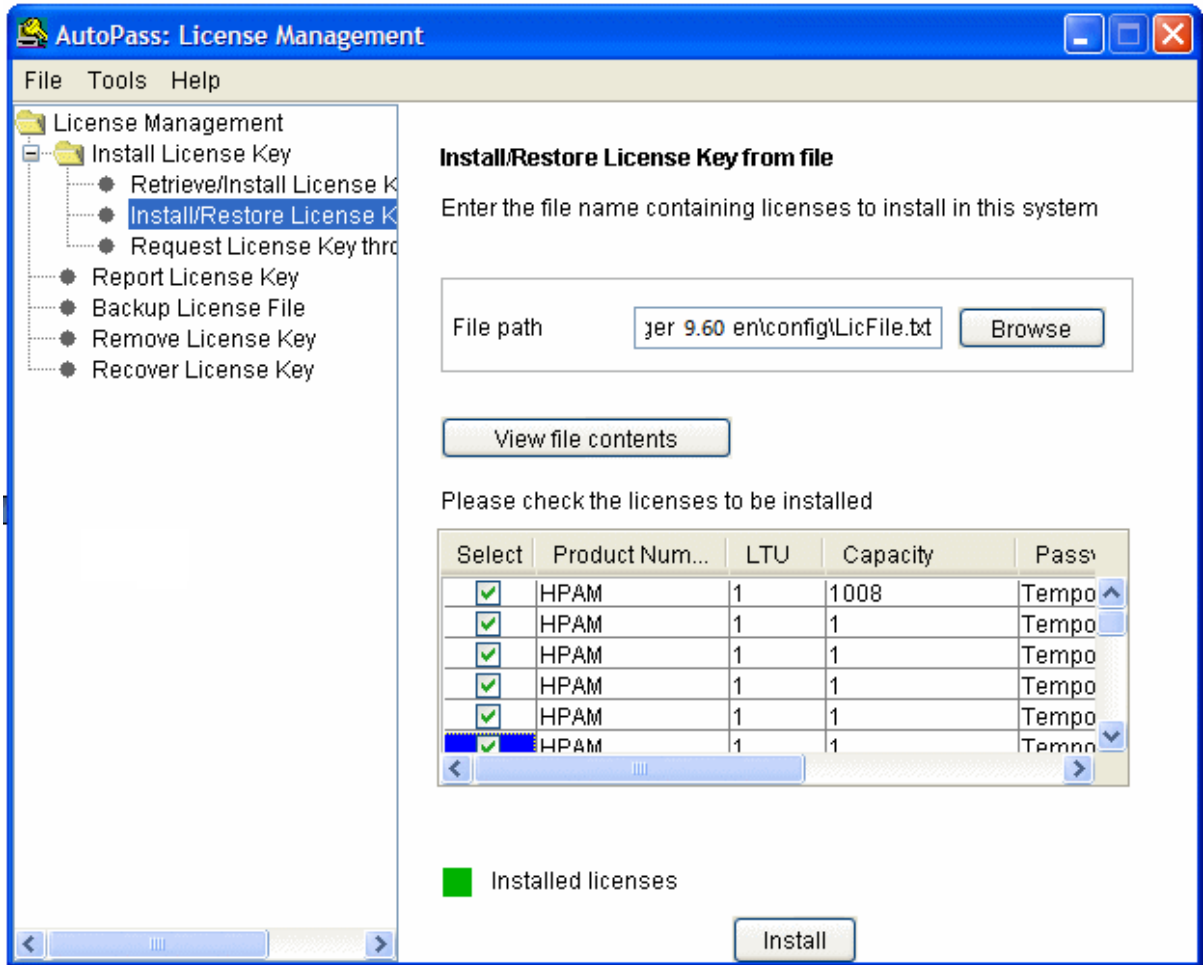 AutoPass: License Management
File Tools Help
License Management
Install License Key
Retrieve/Install License K
Install/Restore License K
Request License Key thro
Report License Key
Backup License File
Remove License Key
Recover License Key
Install/Restore License Key from file
Enter the file name containing licenses to install in this system
File path ger 9.60 en\config\LicFile.txt Browse
View file contents
Please check the licenses to be installed
Select Product Num... LTU Capacity Passw
HPAM 1 1008 Tempo
HPAM 1 1 Tempo
HPAM 1 1 Tempo
HPAM 1 1 Tempo
HPAM 1 1 Tempo
HPAM 1 1 Tempo
Installed licenses
Install